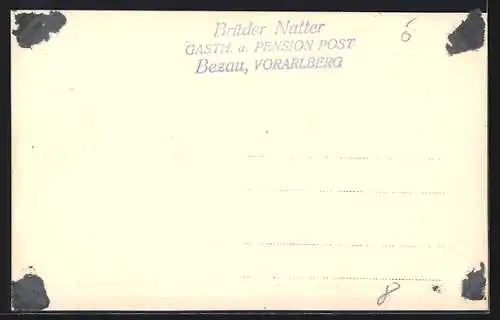 Brüder Natter
GASTH. u. PENSION POST
Bezau, VORARLBERG
6
8